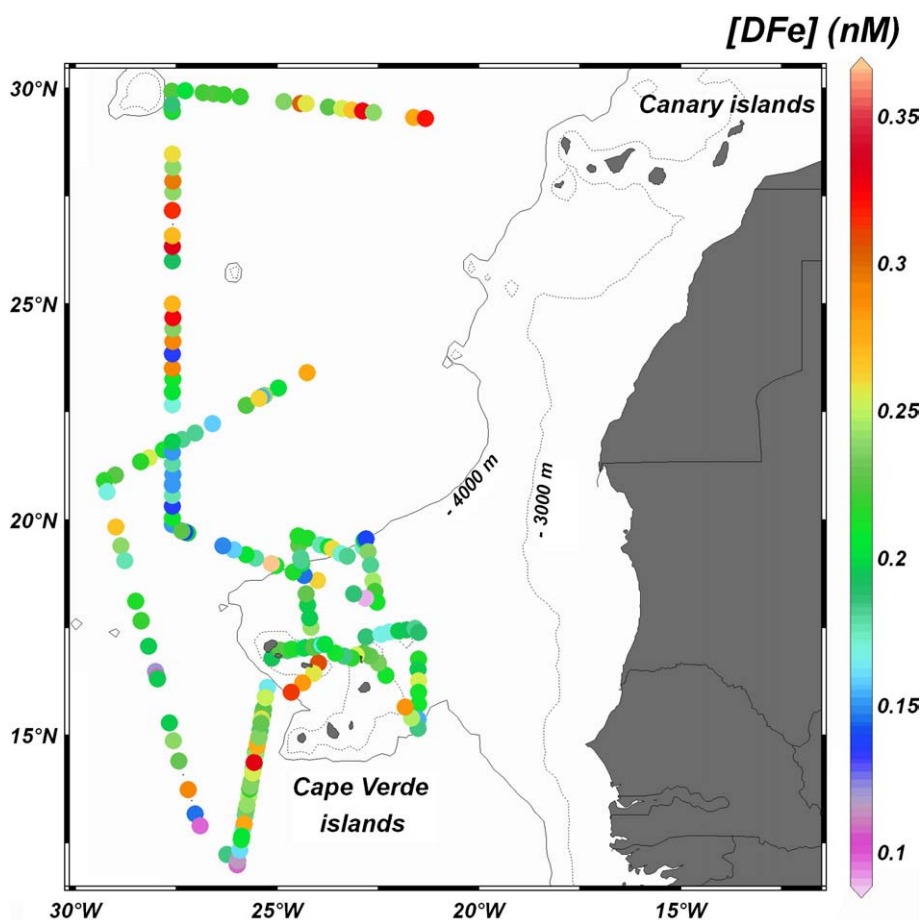 [DFe] (nM)
30°N
Canary islands
0.35
0.3
25°N
0.25
- 4000 m
- 3000 m
20°N
0.2
0.15
15°N
Cape Verde
islands
0.1
30°W
25°W
20°W
15°W